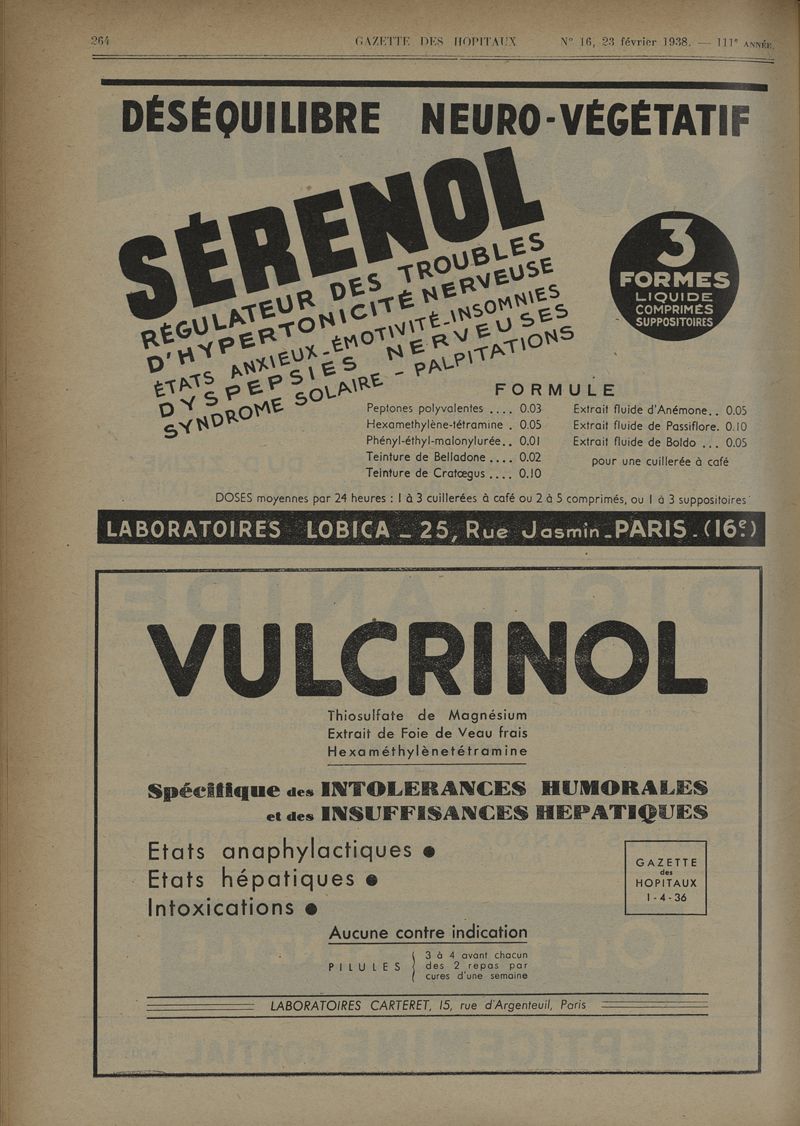 264 GAZETTE DES HOPITAUX N° 16, 23 février 1938. — 111e ANNÉE.
DÉSÉQUILIBRE NEURO-VÉGÉTATIF
SÉRENOL
RÉGULATEUR DES TROUBLES
D'HYPERTONICITÉ NERVEUSE
ÉTATS ANXIEUX-ÉMOTIVITÉ-INSOMNIES
DYSPEPSIES NERVEUSES
SYNDROME SOLAIRE - PALPITATIONS
3
FORMES
LIQUIDE
COMPRIMÉS
SUPPOSITOIRES
FORMULE
Peptones polyvalentes .... 0.03
Hexamethylène-tétramine . 0.05
Phényl-éthyl-malonylurée.. 0.01
Teinture de Belladone .... 0.02
Teinture de Cratœgus .... 0.10
Extrait fluide d'Anémone.. 0.05
Extrait fluide de Passiflore. 0.10
Extrait fluide de Boldo ... 0.05
pour une cuillerée à café
DOSES moyennes par 24 heures : 1 à 3 cuillerées à café ou 2 à 5 comprimés, ou 1 à 3 suppositoires
LABORATOIRES LOBICA - 25, Rue Jasmin - PARIS - (16e)
VULCRINOL
Thiosulfate de Magnésium
Extrait de Foie de Veau frais
Hexaméthylènetétramine
Spécifique des INTOLERANCES HUMORALES
et des INSUFFISANCES HEPATIQUES
Etats anaphylactiques •
Etats hépatiques •
Intoxications •
GAZETTE
des
HOPITAUX
1-4-36
Aucune contre indication
PILULES { 3 à 4 avant chacun
des 2 repas par
cures d'une semaine
LABORATOIRES CARTERET, 15, rue d'Argenteuil, Paris